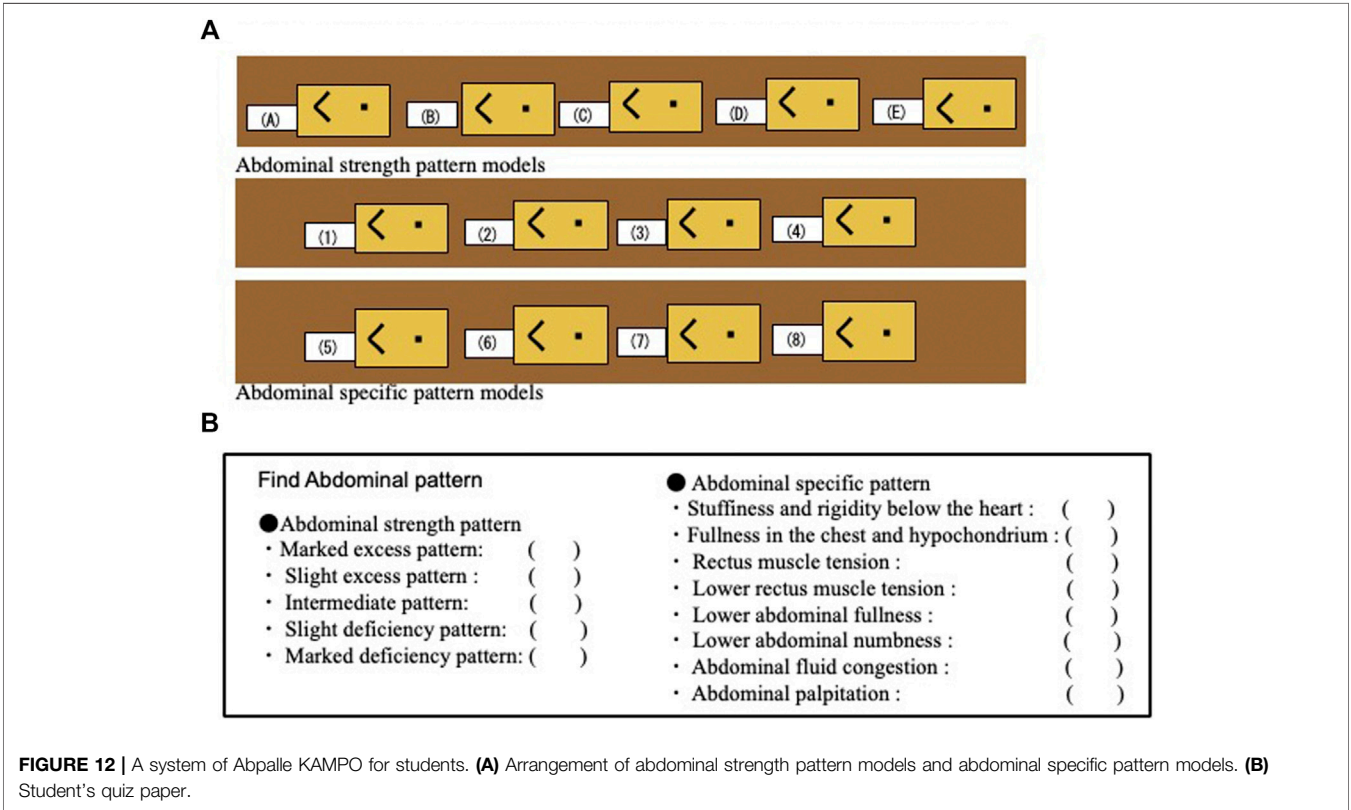 A
(A) (B) (C) (D) (E)
Abdominal strength pattern models
(1) (2) (3) (4)
(5) (6) (7) (8)
Abdominal specific pattern models
B
Find Abdominal pattern
●Abdominal strength pattern
・Marked excess pattern: ( )
・Slight excess pattern : ( )
・Intermediate pattern: ( )
・Slight deficiency pattern: ( )
・Marked deficiency pattern: ( )
● Abdominal specific pattern
・Stuffiness and rigidity below the heart : ( )
・Fullness in the chest and hypochondrium : ( )
・Rectus muscle tension : ( )
・Lower rectus muscle tension : ( )
・Lower abdominal fullness : ( )
・Lower abdominal numbness : ( )
・Abdominal fluid congestion : ( )
・Abdominal palpitation : ( )
FIGURE 12 | A system of Abpalle KAMPO for students. (A) Arrangement of abdominal strength pattern models and abdominal specific pattern models. (B)
Student's quiz paper.